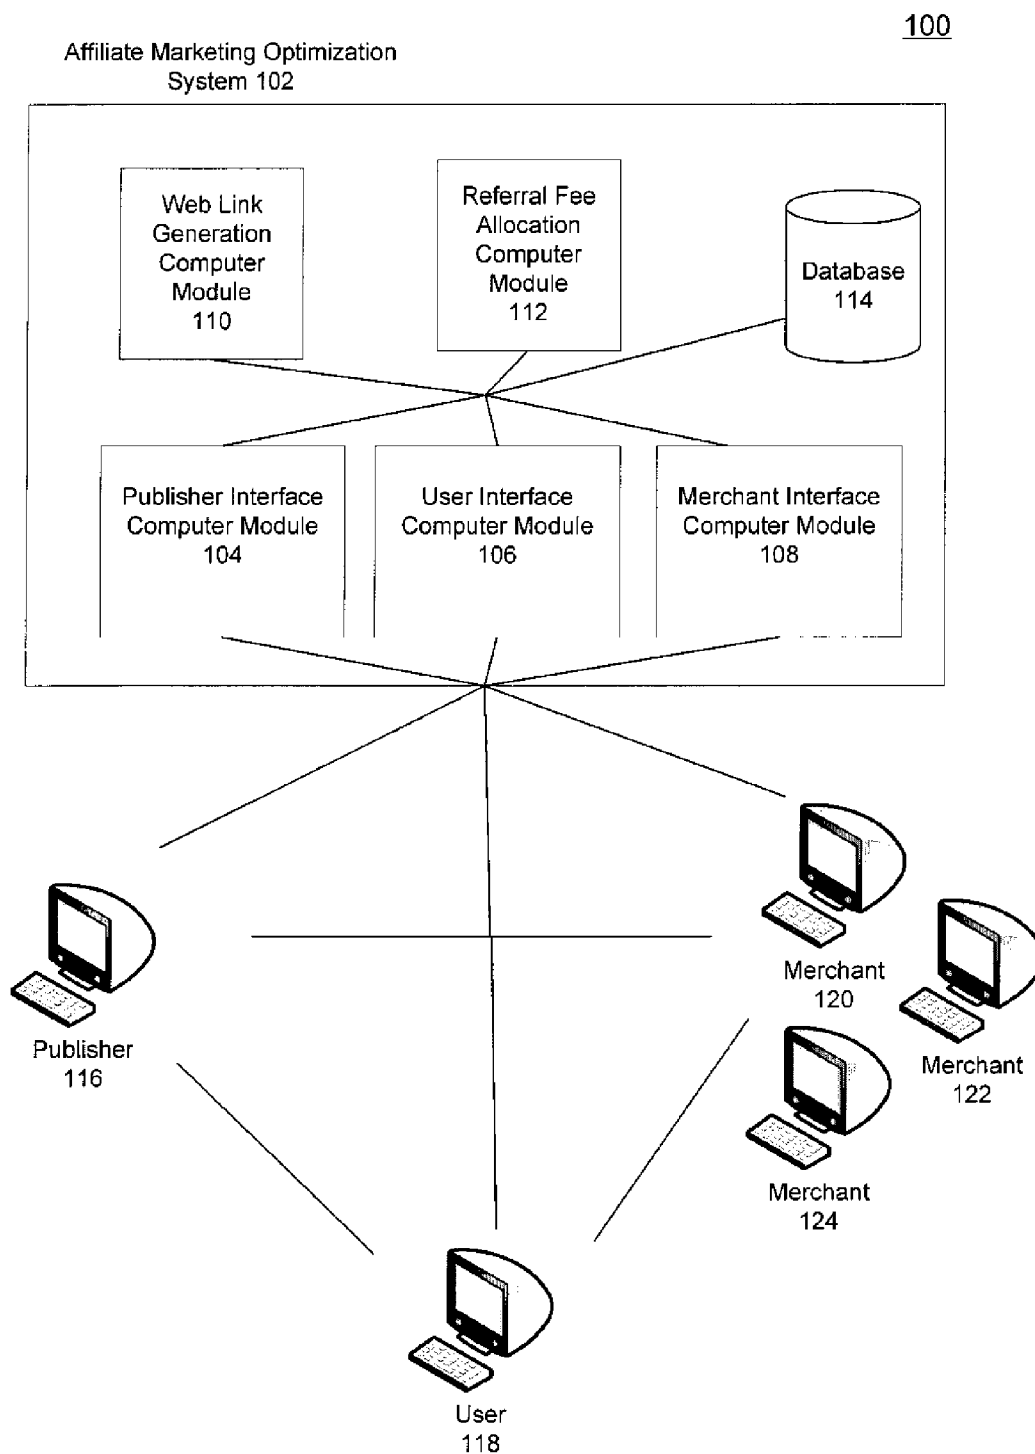 100
Affiliate Marketing Optimization
System 102
Web Link
Generation
Computer
Module
110
Referral Fee
Allocation
Computer
Module
112
Database
114
Publisher Interface
Computer Module
104
User Interface
Computer Module
106
Merchant Interface
Computer Module
108
Merchant
120
Publisher
116
Merchant
122
Merchant
124
User
118